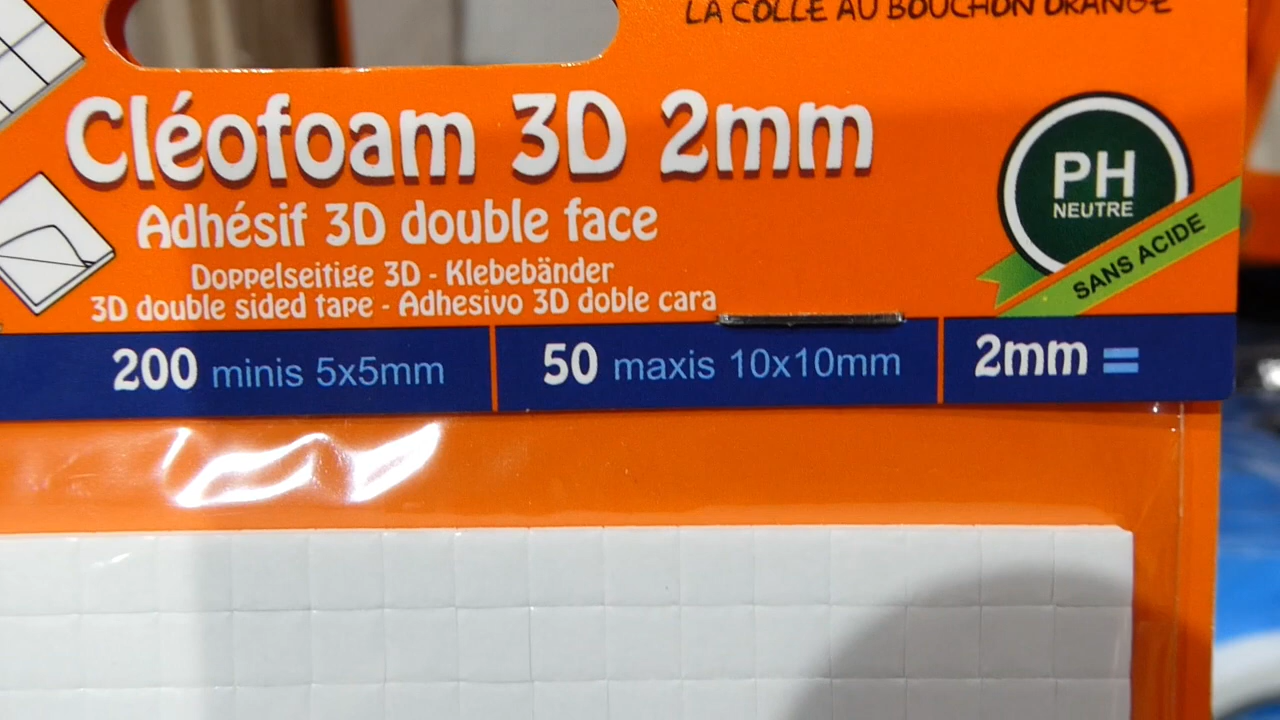 LA COLLE AU BOUCHON ORANGE
Cléofoam 3D 2mm
PH
NEUTRE
SANS ACIDE
Adhésif 3D double face
Doppelseitige 3D - Klebebänder
3D double sided tape - Adhesivo 3D doble cara
200 minis 5x5mm
50 maxis 10x10mm
2mm =